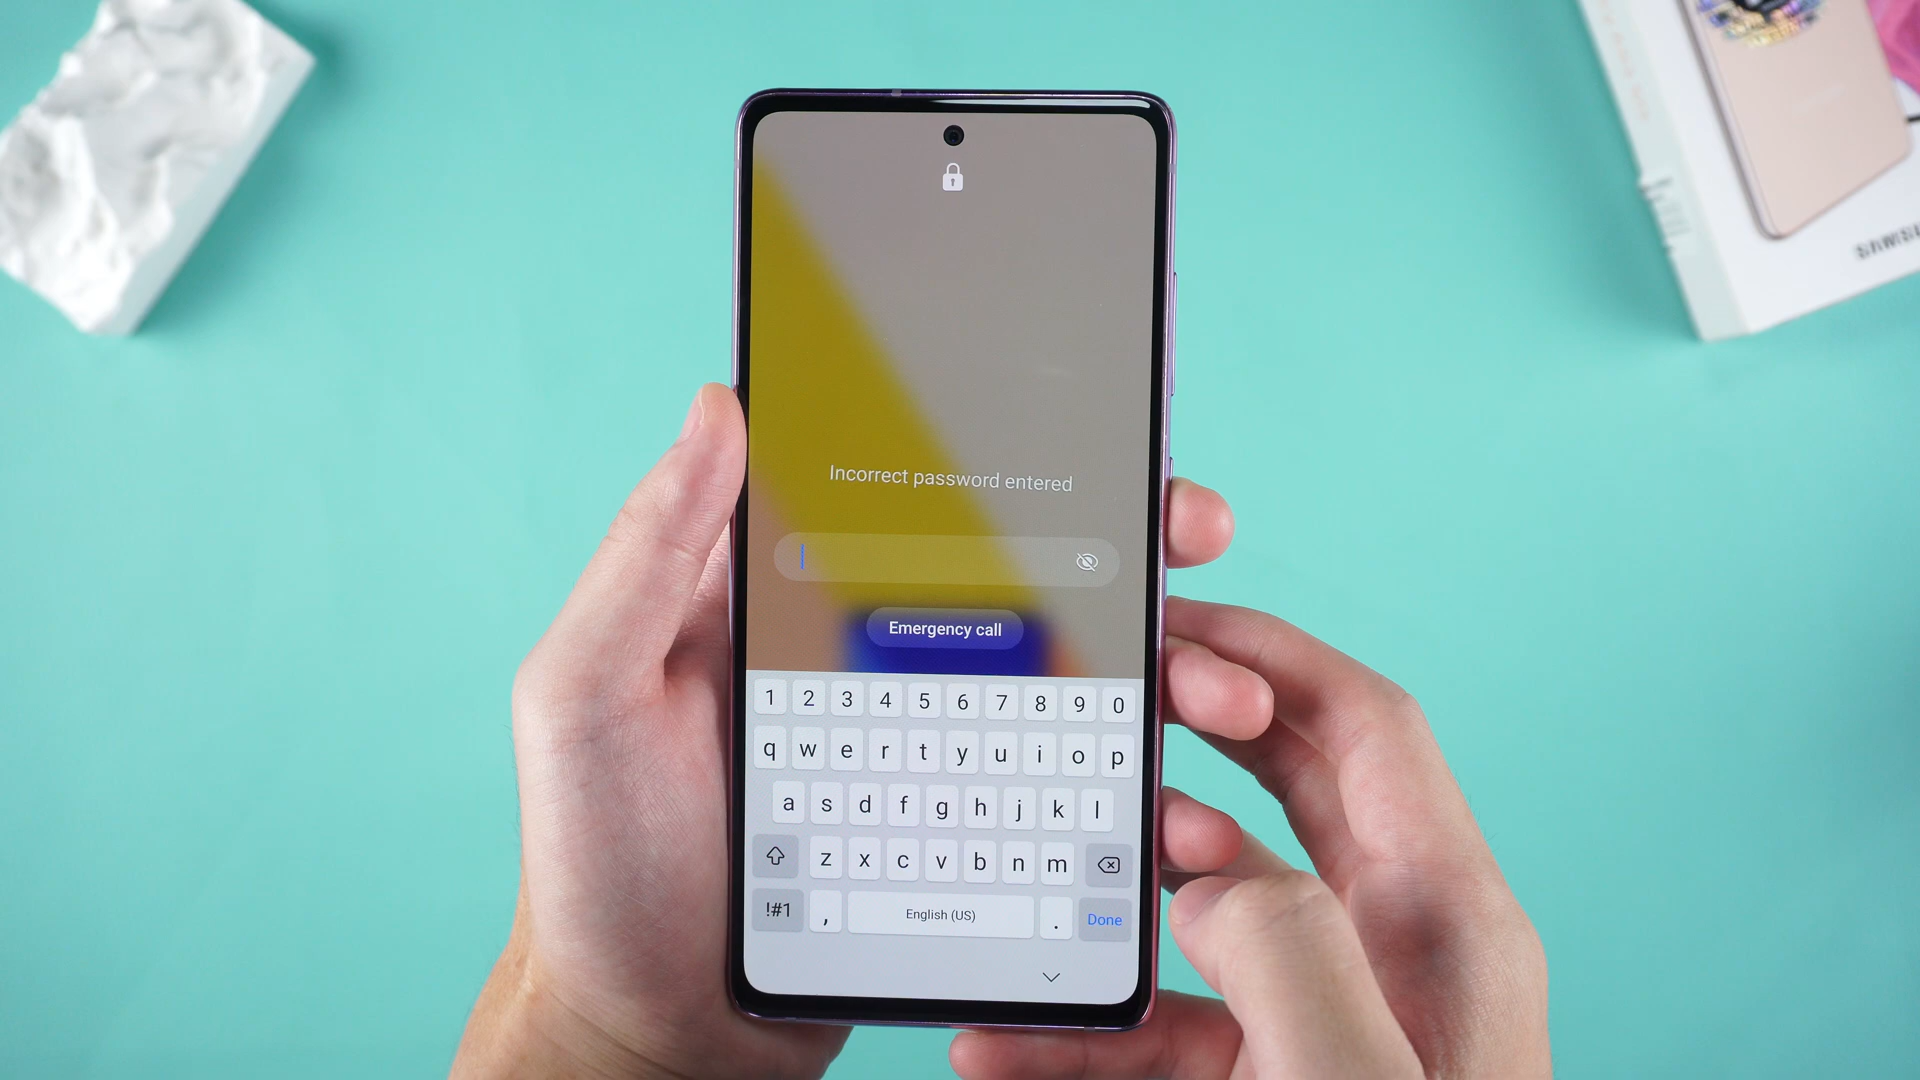 Incorrect password entered
Emergency call
1 2 3 4 5 6 7 8 9 0
q w e r t y u i o p
a s d f g h j k l
z x c v b n m
!#1 , English (US) . Done